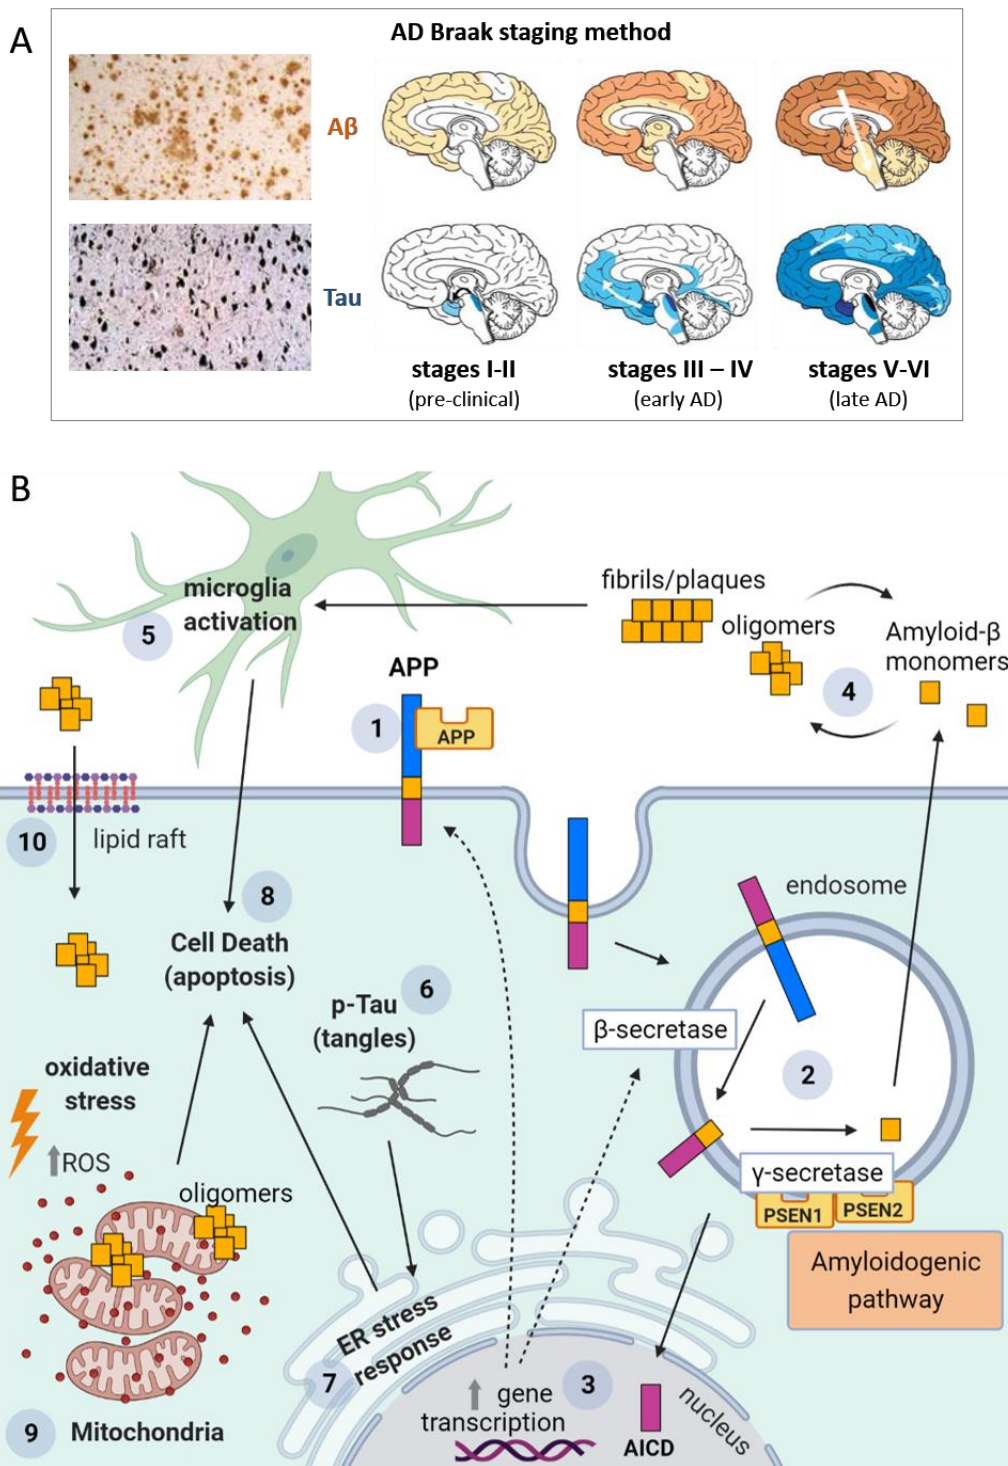 A
AD Braak staging method
Aβ
Tau
stages I-II
(pre-clinical)
stages III – IV
(early AD)
stages V-VI
(late AD)
B
microglia
activation
5
fibrils/plaques
oligomers
Amyloid-β
monomers
4
APP
1
APP
10
lipid raft
8
Cell Death
(apoptosis)
endosome
6
p-Tau
(tangles)
β-secretase
2
oxidative
stress
ROS
oligomers
γ-secretase
PSEN1
PSEN2
Amyloidogenic
pathway
ER stress
response
7
3
gene
transcription
AICD
nucleus
9
Mitochondria